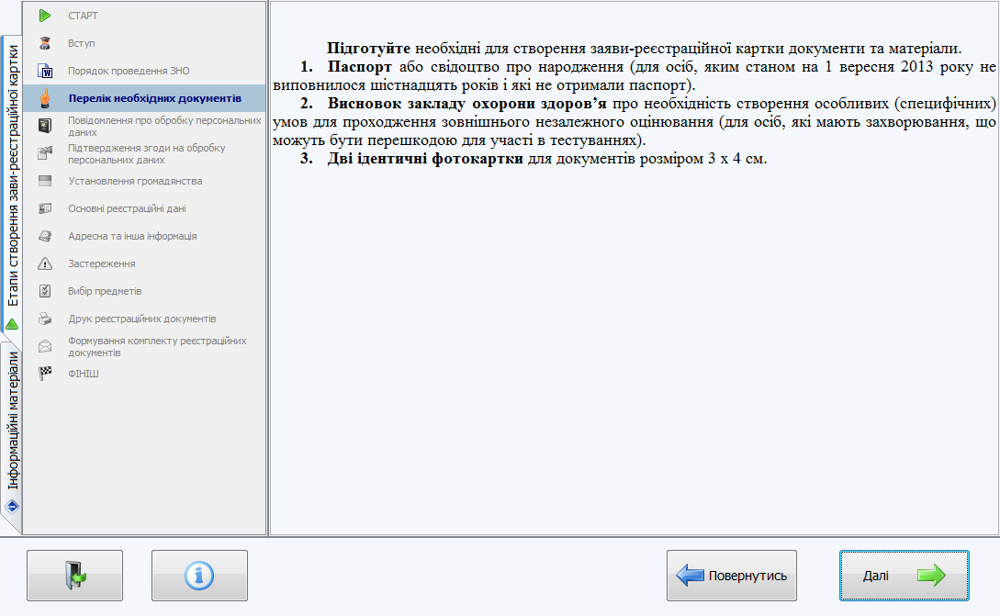 Етапи створення зави-реєстраційної картки
Інформаційні матеріали
СТАРТ
Вступ
Порядок проведення ЗНО
Перелік необхідних документів
Повідомлення про обробку персональних
даних
Підтвердження згоди на обробку
персональних даних
Установлення громадянства
Основні реєстраційні дані
Адресна та інша інформація
Застереження
Вибір предметів
Друк реєстраційних документів
Формування комплекту реєстраційних
документів
ФІНІШ
Підготуйте необхідні для створення заяви-реєстраційної картки документи та матеріали.
1. Паспорт або свідоцтво про народження (для осіб, яким станом на 1 вересня 2013 року не
виповнилося шістнадцять років і які не отримали паспорт).
2. Висновок закладу охорони здоров’я про необхідність створення особливих (специфічних)
умов для проходження зовнішнього незалежного оцінювання (для осіб, які мають захворювання, що
можуть бути перешкодою для участі в тестуваннях).
3. Дві ідентичні фотокартки для документів розміром 3 х 4 см.
Повернутись
Далі